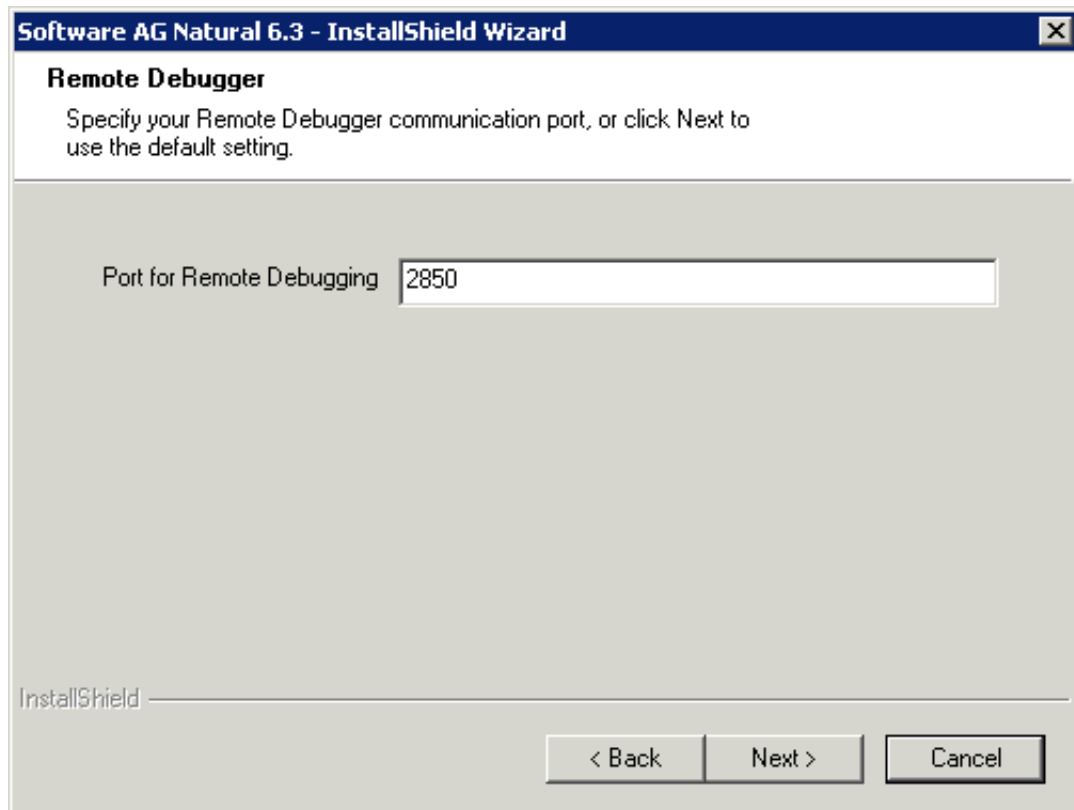 Software AG Natural 6.3 - InstallShield Wizard
Remote Debugger
Specify your Remote Debugger communication port, or click Next to
use the default setting.
Port for Remote Debugging 2850
InstallShield
< Back Next > Cancel